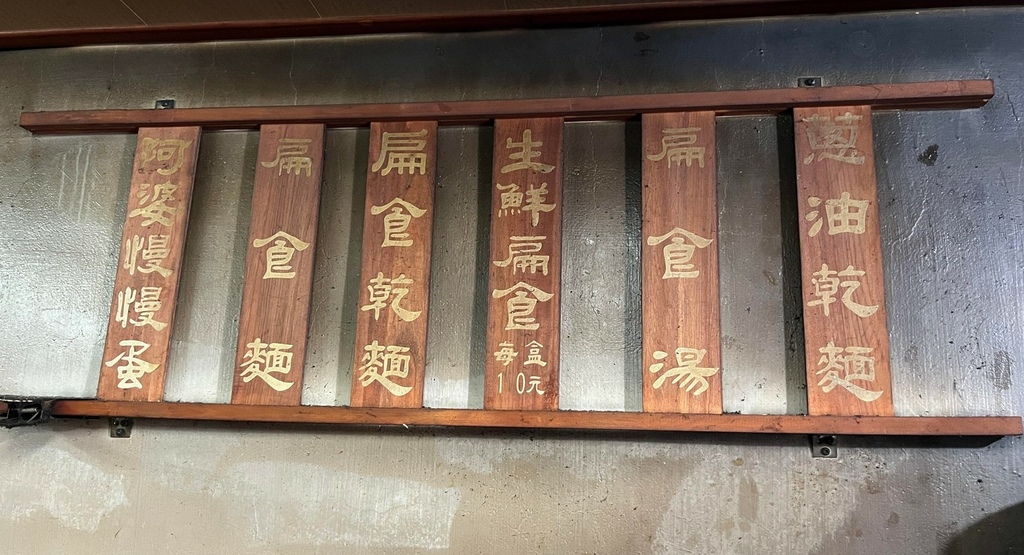 蔥油乾麵
扁食湯
生鮮扁食
每盒
10元
扁食乾麵
扁食麵
阿婆慢慢蛋